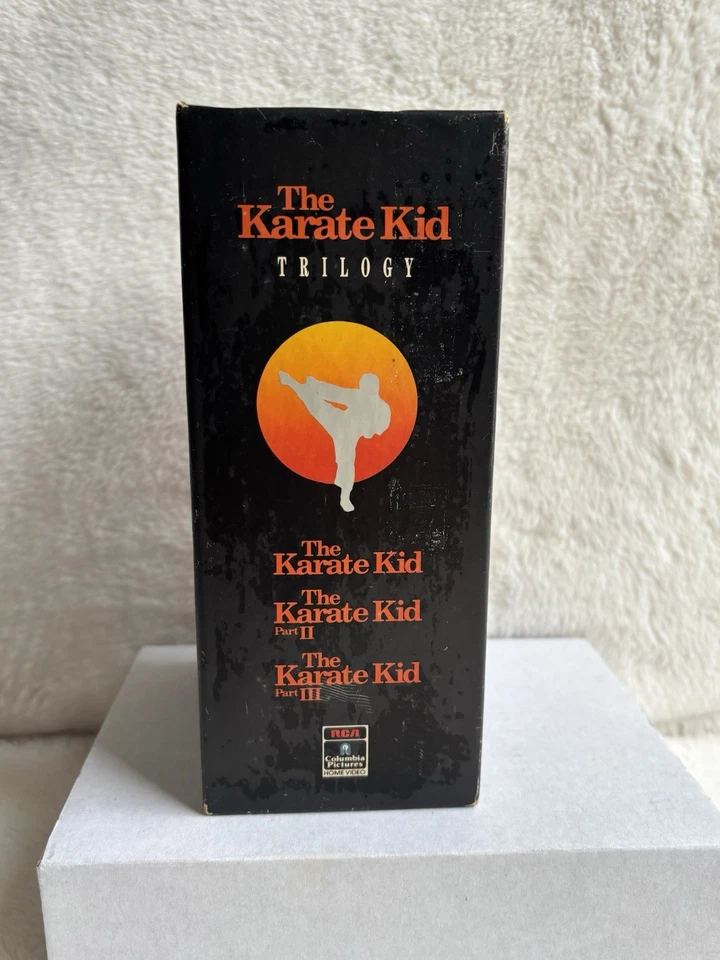 The
Karate Kid
TRILOGY
The
Karate Kid
The
Karate Kid
Part II
The
Karate Kid
Part III
RCA
Columbia
Pictures
HOME VIDEO